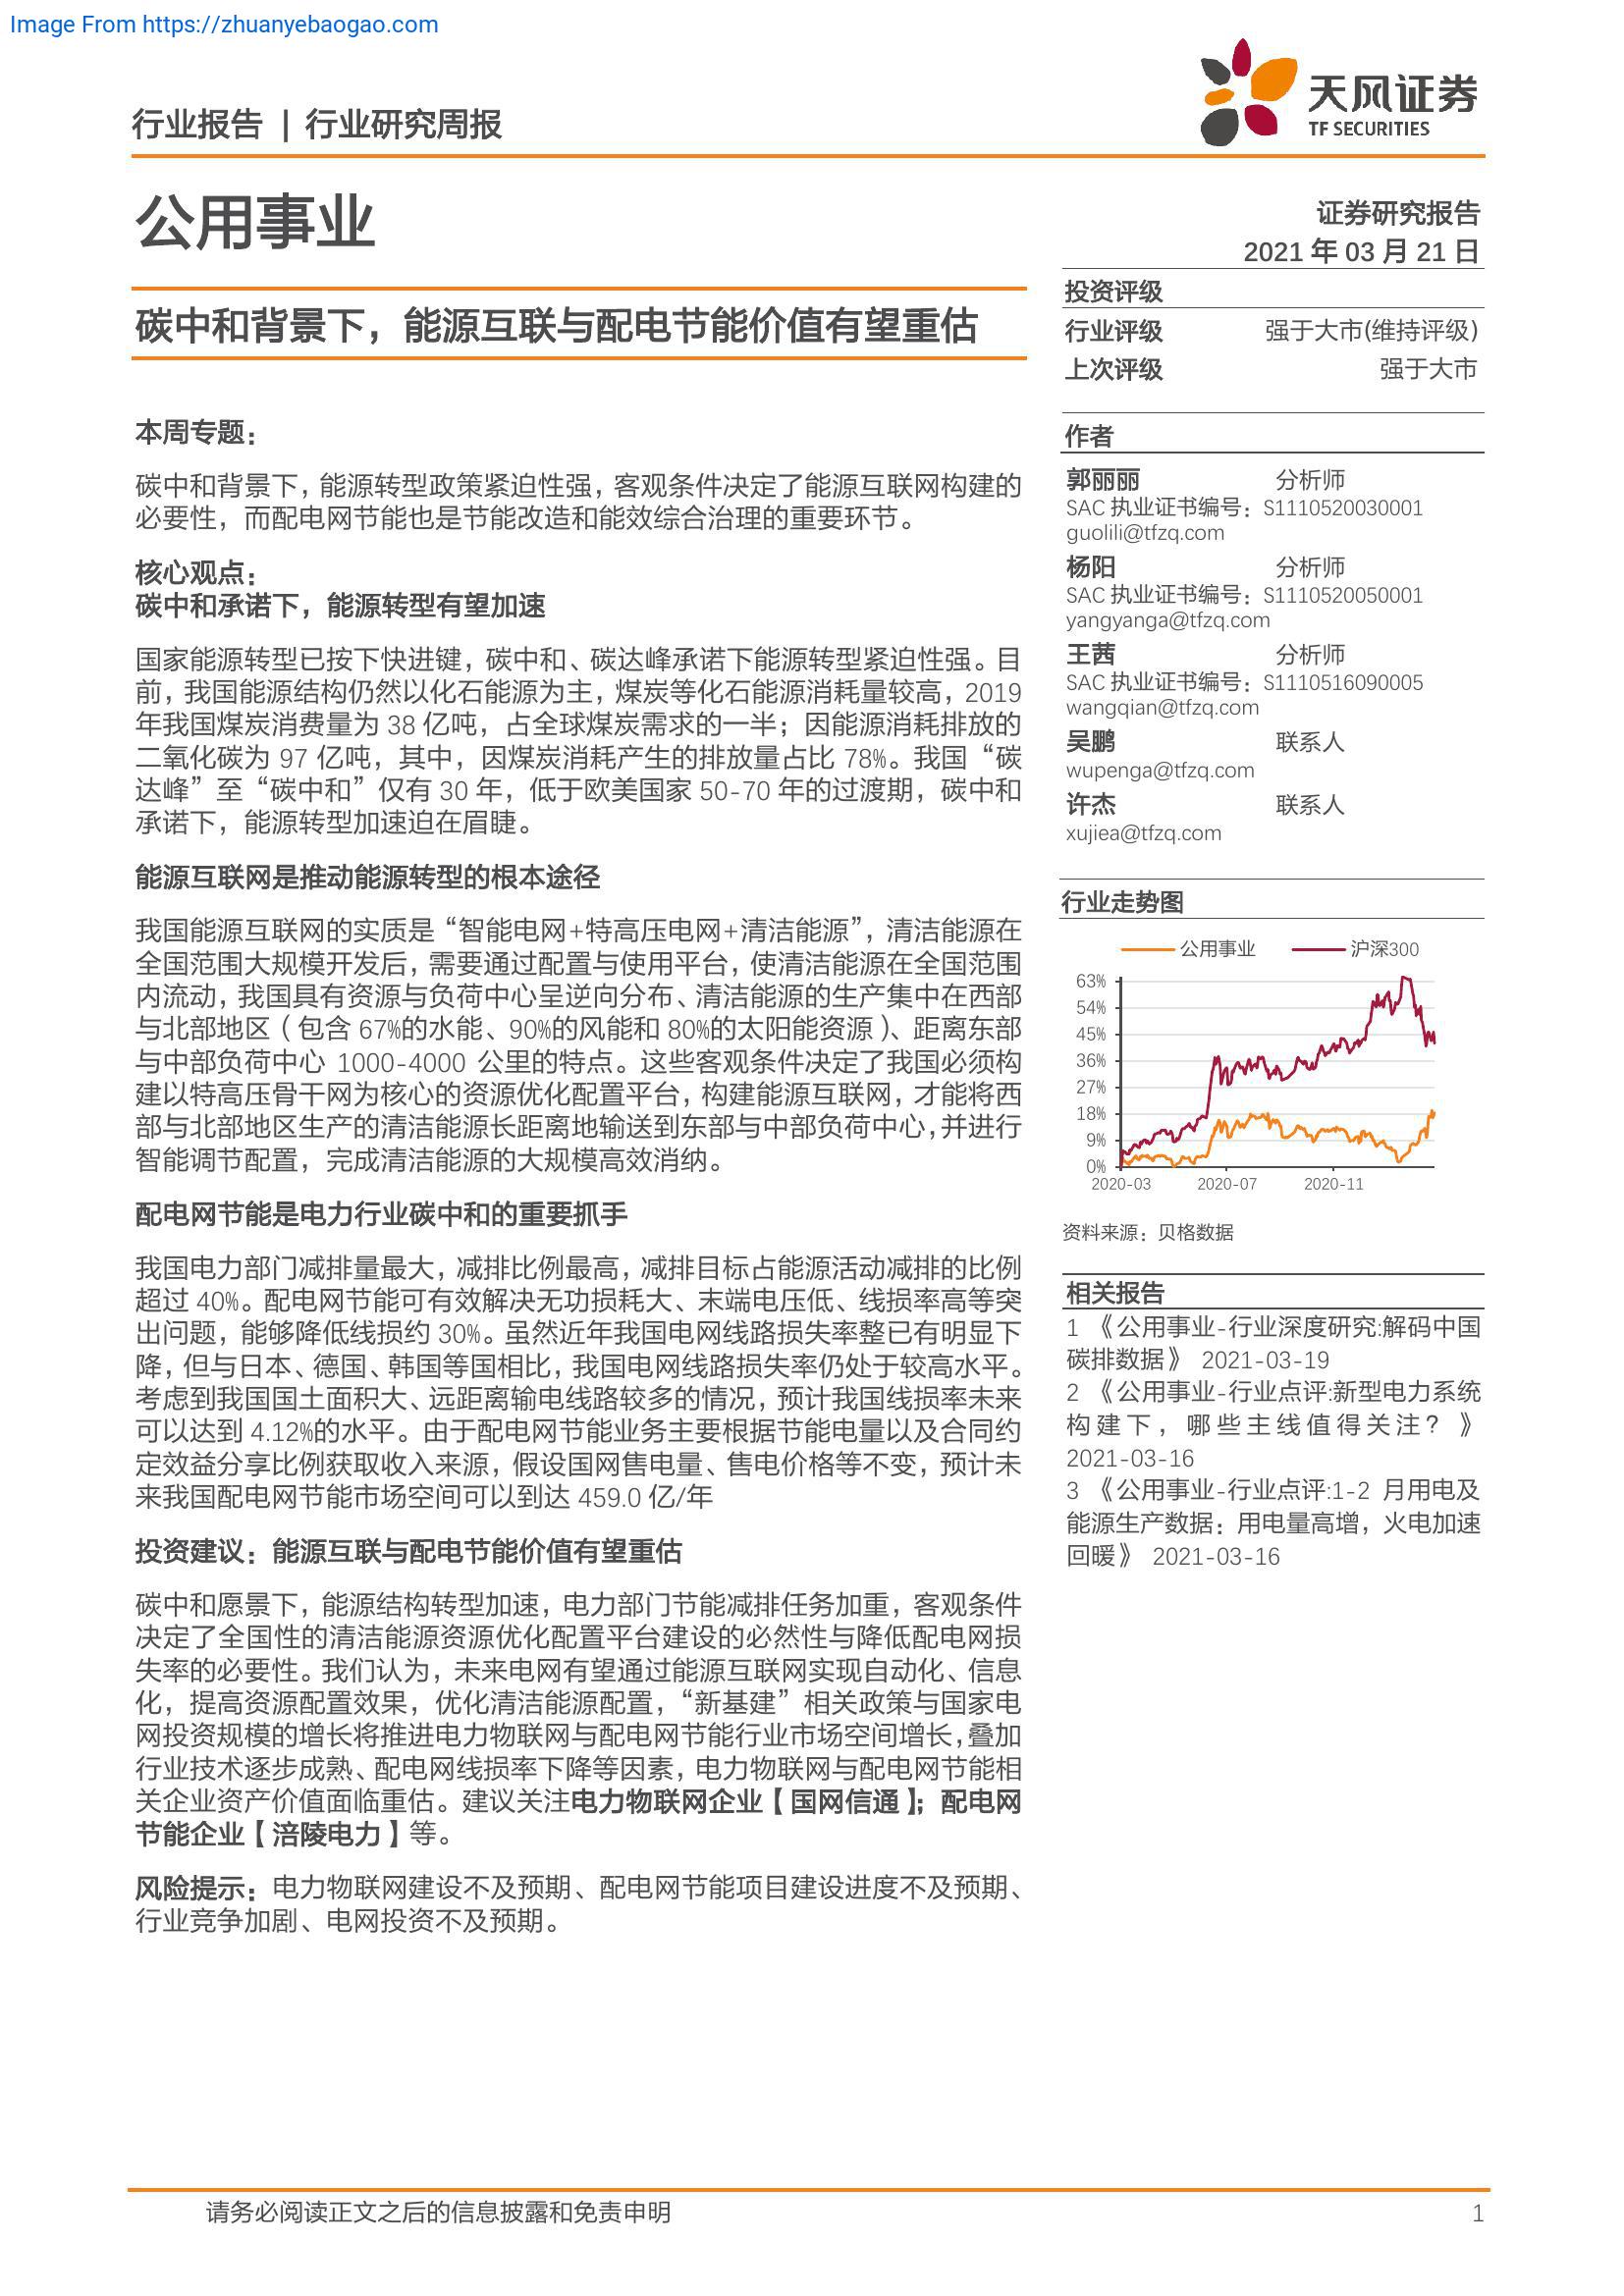 Image From https://zhuanyebaogao.com
行业报告 | 行业研究周报
天风证券
TF SECURITIES
公用事业
证券研究报告
2021 年 03 月 21 日
碳中和背景下，能源互联与配电节能价值有望重估
本周专题：
碳中和背景下，能源转型政策紧迫性强，客观条件决定了能源互联网构建的
必要性，而配电网节能也是节能改造和能效综合治理的重要环节。
核心观点：
碳中和承诺下，能源转型有望加速
国家能源转型已按下快进键，碳中和、碳达峰承诺下能源转型紧迫性强。目
前，我国能源结构仍然以化石能源为主，煤炭等化石能源消耗量较高，2019
年我国煤炭消费量为 38 亿吨，占全球煤炭需求的一半；因能源消耗排放的
二氧化碳为 97 亿吨，其中，因煤炭消耗产生的排放量占比 78%。我国“碳
达峰”至“碳中和”仅有 30 年，低于欧美国家 50-70 年的过渡期，碳中和
承诺下，能源转型加速迫在眉睫。
能源互联网是推动能源转型的根本途径
我国能源互联网的实质是“智能电网+特高压电网+清洁能源”，清洁能源在
全国范围大规模开发后，需要通过配置与使用平台，使清洁能源在全国范围
内流动，我国具有资源与负荷中心呈逆向分布、清洁能源的生产集中在西部
与北部地区（包含 67%的水能、90%的风能和 80%的太阳能资源）、距离东部
与中部负荷中心 1000-4000 公里的特点。这些客观条件决定了我国必须构
建以特高压骨干网为核心的资源优化配置平台，构建能源互联网，才能将西
部与北部地区生产的清洁能源长距离地输送到东部与中部负荷中心，并进行
智能调节配置，完成清洁能源的大规模高效消纳。
配电网节能是电力行业碳中和的重要抓手
我国电力部门减排量最大，减排比例最高，减排目标占能源活动减排的比例
超过 40%。配电网节能可有效解决无功损耗大、末端电压低、线损率高等突
出问题，能够降低线损约 30%。虽然近年我国电网线路损失率整已有明显下
降，但与日本、德国、韩国等国相比，我国电网线路损失率仍处于较高水平。
考虑到我国国土面积大、远距离输电线路较多的情况，预计我国线损率未来
可以达到 4.12%的水平。由于配电网节能业务主要根据节能电量以及合同约
定效益分享比例获取收入来源，假设国网售电量、售电价格等不变，预计未
来我国配电网节能市场空间可以到达 459.0 亿/年
投资建议：能源互联与配电节能价值有望重估
碳中和愿景下，能源结构转型加速，电力部门节能减排任务加重，客观条件
决定了全国性的清洁能源资源优化配置平台建设的必然性与降低配电网损
失率的必要性。我们认为，未来电网有望通过能源互联网实现自动化、信息
化，提高资源配置效果，优化清洁能源配置，“新基建”相关政策与国家电
网投资规模的增长将推进电力物联网与配电网节能行业市场空间增长，叠加
行业技术逐步成熟、配电网线损率下降等因素，电力物联网与配电网节能相
关企业资产价值面临重估。建议关注电力物联网企业【国网信通】；配电网
节能企业【涪陵电力】等。
风险提示：电力物联网建设不及预期、配电网节能项目建设进度不及预期、
行业竞争加剧、电网投资不及预期。
投资评级
行业评级 强于大市(维持评级)
上次评级 强于大市
作者
郭丽丽 分析师
SAC 执业证书编号：S1110520030001
guolili@tfzq.com
杨阳 分析师
SAC 执业证书编号：S1110520050001
yangyanga@tfzq.com
王茜 分析师
SAC 执业证书编号：S1110516090005
wangqian@tfzq.com
吴鹏 联系人
wupenga@tfzq.com
许杰 联系人
xujiea@tfzq.com
行业走势图
公用事业 沪深300
63%
54%
45%
36%
27%
18%
9%
0%
2020-03 2020-07 2020-11
资料来源：贝格数据
相关报告
1 《公用事业-行业深度研究:解码中国
碳排数据》 2021-03-19
2 《公用事业-行业点评:新型电力系统
构建下，哪些主线值得关注？》
2021-03-16
3 《公用事业-行业点评:1-2 月用电及
能源生产数据：用电量高增，火电加速
回暖》 2021-03-16
请务必阅读正文之后的信息披露和免责申明 1